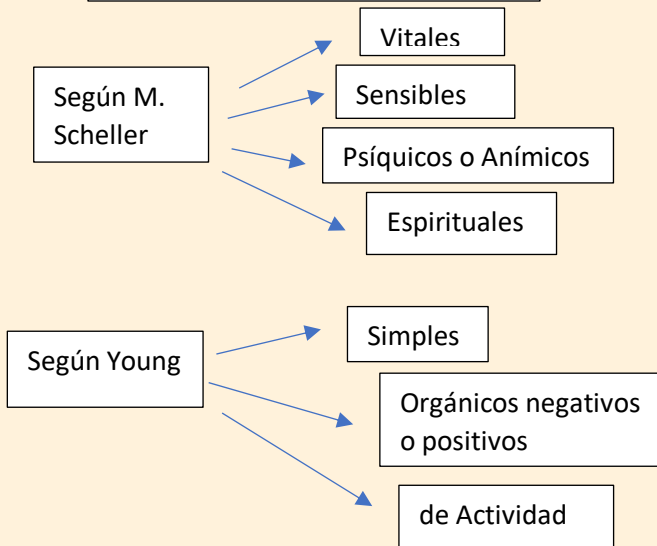 Vitales
Según M.
Scheller
Sensibles
Psíquicos o Anímicos
Espirituales
Simples
Según Young
Orgánicos negativos
o positivos
de Actividad